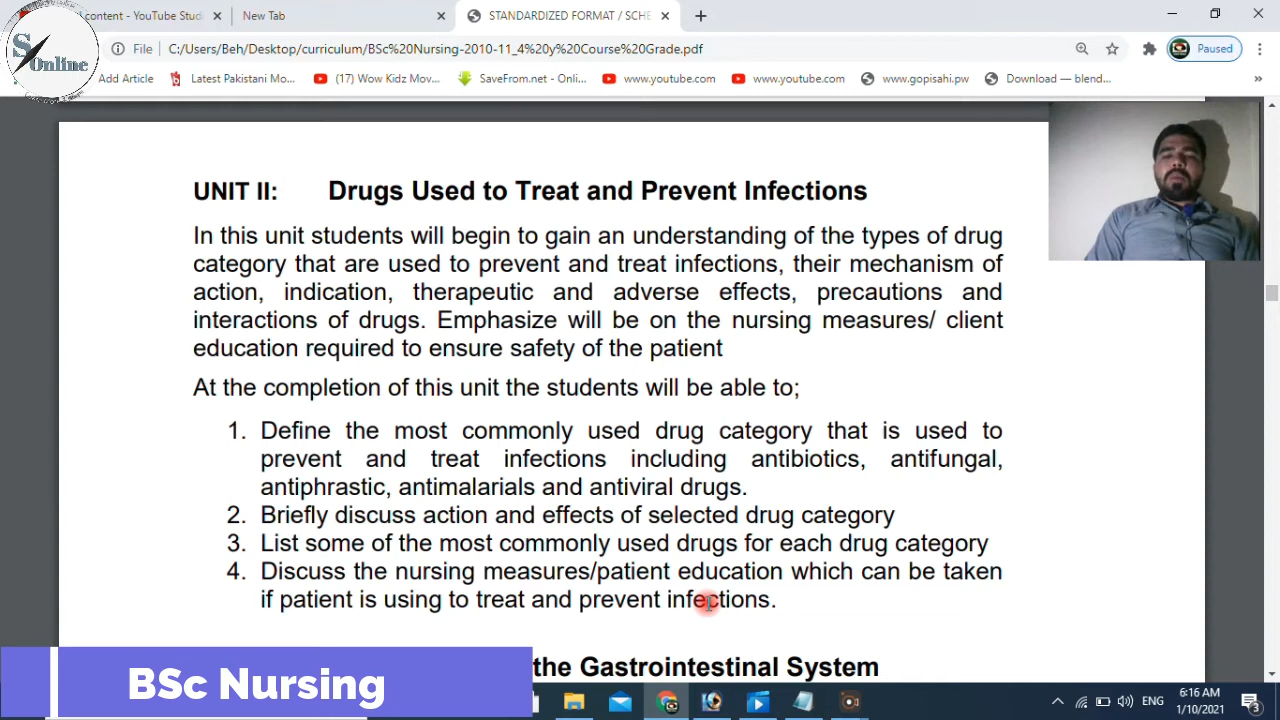 content - YouTube Stud
New Tab
STANDARDIZED FORMAT / SCHE
S
Online
File
C:/Users/Beh/Desktop/curriculum/BSc%20Nursing-2010-11_4%20y%20Course%20Grade.pdf
Paused
Add Article
Latest Pakistani Mo...
(17) Wow Kidz Mov...
SaveFrom.net - Onli...
www.youtube.com
www.youtube.com
www.gopisahi.pw
Download — blend...
»
UNIT II: Drugs Used to Treat and Prevent Infections
In this unit students will begin to gain an understanding of the types of drug
category that are used to prevent and treat infections, their mechanism of
action, indication, therapeutic and adverse effects, precautions and
interactions of drugs. Emphasize will be on the nursing measures/ client
education required to ensure safety of the patient
At the completion of this unit the students will be able to;
1. Define the most commonly used drug category that is used to
prevent and treat infections including antibiotics, antifungal,
antiphrastic, antimalarials and antiviral drugs.
2. Briefly discuss action and effects of selected drug category
3. List some of the most commonly used drugs for each drug category
4. Discuss the nursing measures/patient education which can be taken
if patient is using to treat and prevent infections.
the Gastrointestinal System
BSc Nursing
ENG
6:16 AM
1/10/2021
3